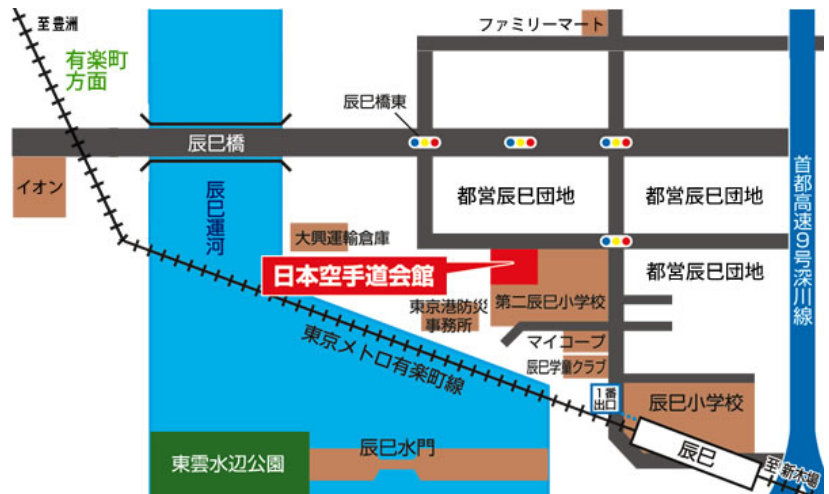 至豊洲
ファミリーマート
有楽町
方面
辰巳橋東
辰巳橋
イオン
辰巳運河
都営辰巳団地
都営辰巳団地
首都高速9号深川線
大興運輸倉庫
日本空手道会館
都営辰巳団地
第二辰巳小学校
東京港防災
事務所
東京メトロ有楽町線
マイコープ
辰巳学童クラブ
1番
出口
辰巳小学校
辰巳
東雲水辺公園
辰巳水門
至新木場